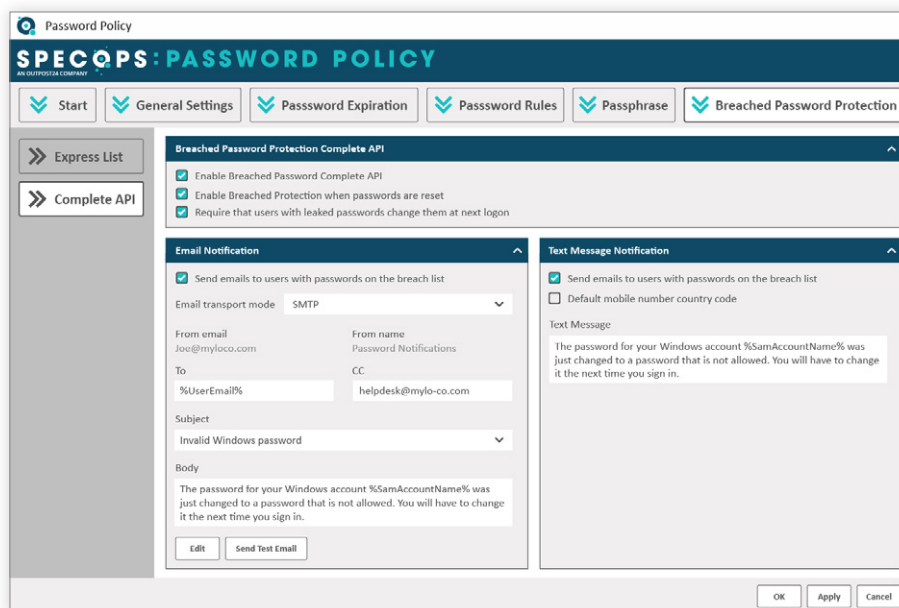 Password Policy
SPECOPS: PASSWORD POLICY
AN OUTPOST24 COMPANY
Start
General Settings
Passsword Expiration
Passsword Rules
Passphrase
Breached Password Protection
Express List
Complete API
Breached Password Protection Complete API
Enable Breached Password Complete API
Enable Breached Protection when passwords are reset
Require that users with leaked passwords change them at next logon
Email Notification
Send emails to users with passwords on the breach list
Email transport mode SMTP
From email From name
Joe@myloco.com Password Notifications
To CC
%UserEmail% helpdesk@mylo-co.com
Subject
Invalid Windows password
Body
The password for your Windows account %SamAccountName% was
just changed to a password that is not allowed. You will have to change
it the next time you sign in.
Edit Send Test Email
Text Message Notification
Send emails to users with passwords on the breach list
Default mobile number country code
Text Message
The password for your Windows account %SamAccountName% was
just changed to a password that is not allowed. You will have to change
it the next time you sign in.
OK Apply Cancel